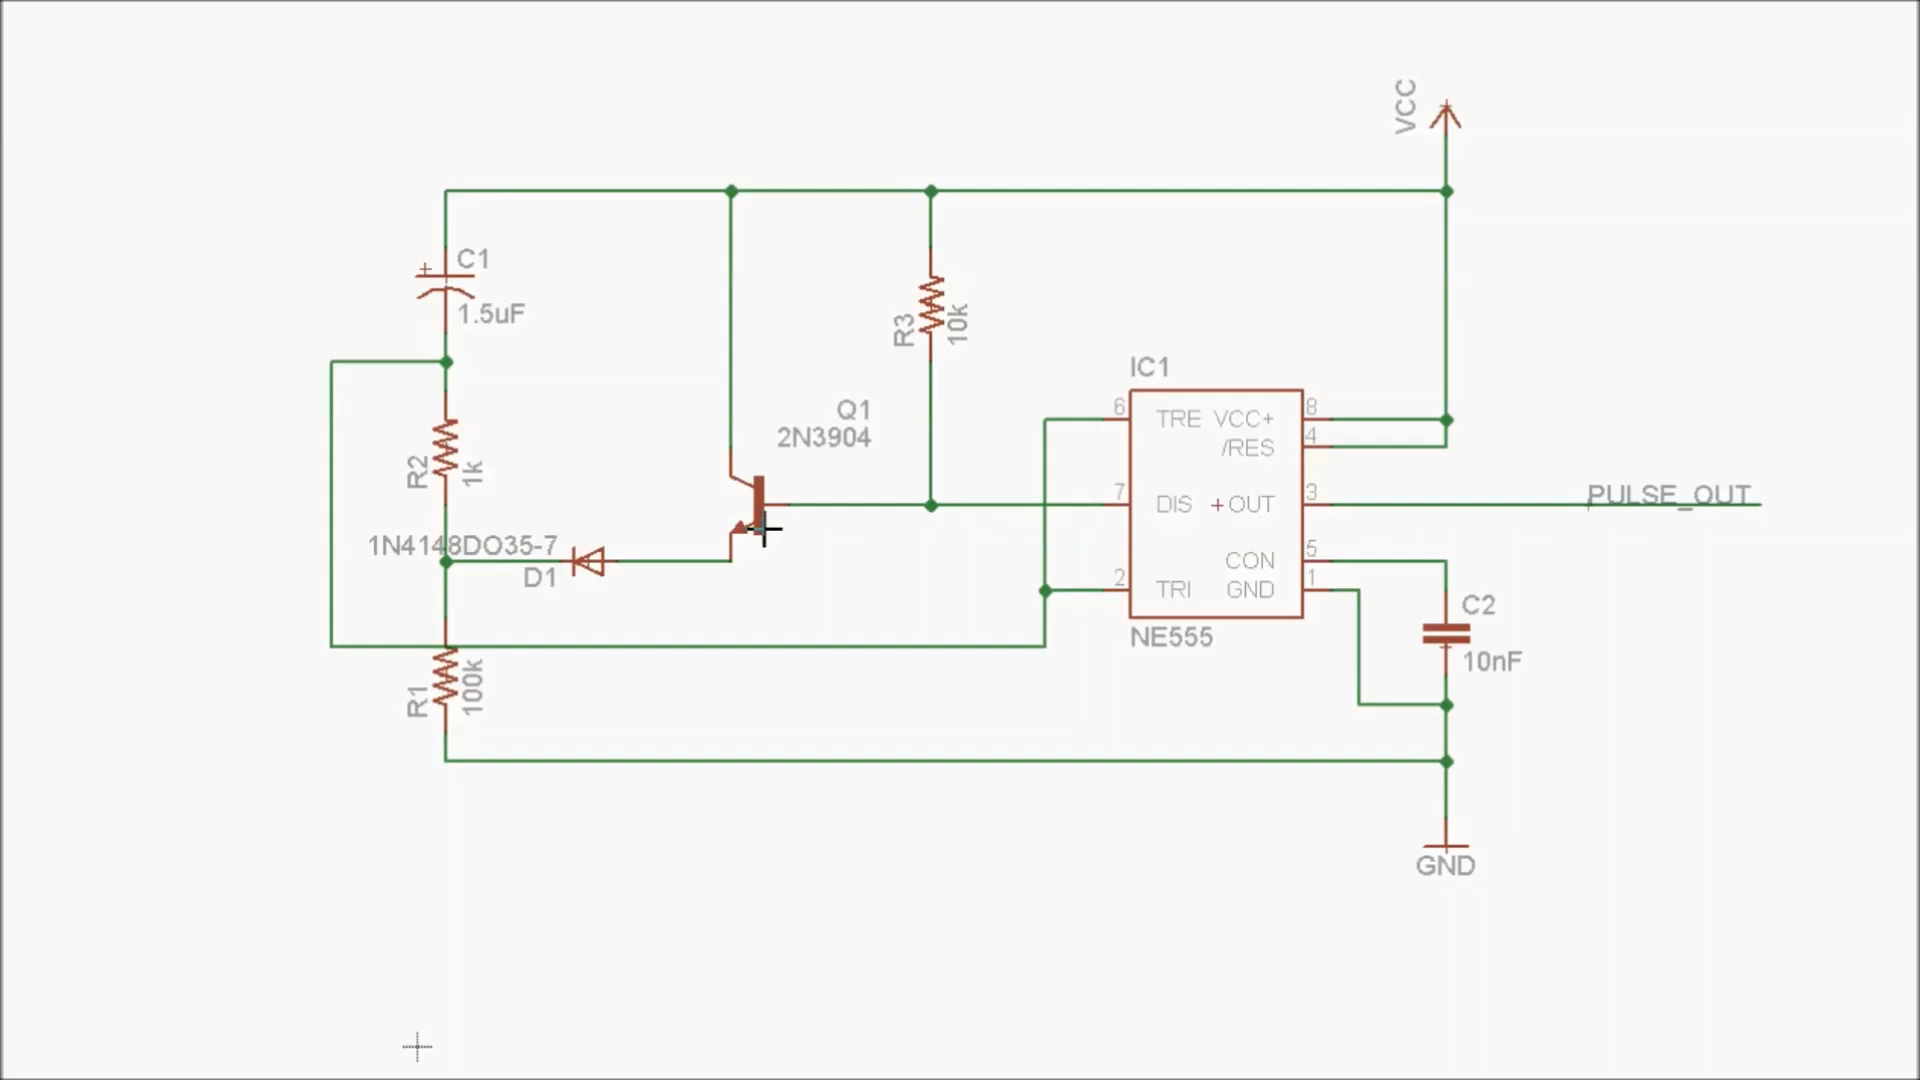 VCC
C1
1.5uF
R3
10k
IC1
Q1
2N3904
6
TRE
VCC+
8
/RES
4
R2
1k
7
DIS
OUT
3
PULSE_OUT
1N4148DO35-7
D1
CON
5
2
TRI
GND
1
C2
10nF
NE555
R1
100k
GND